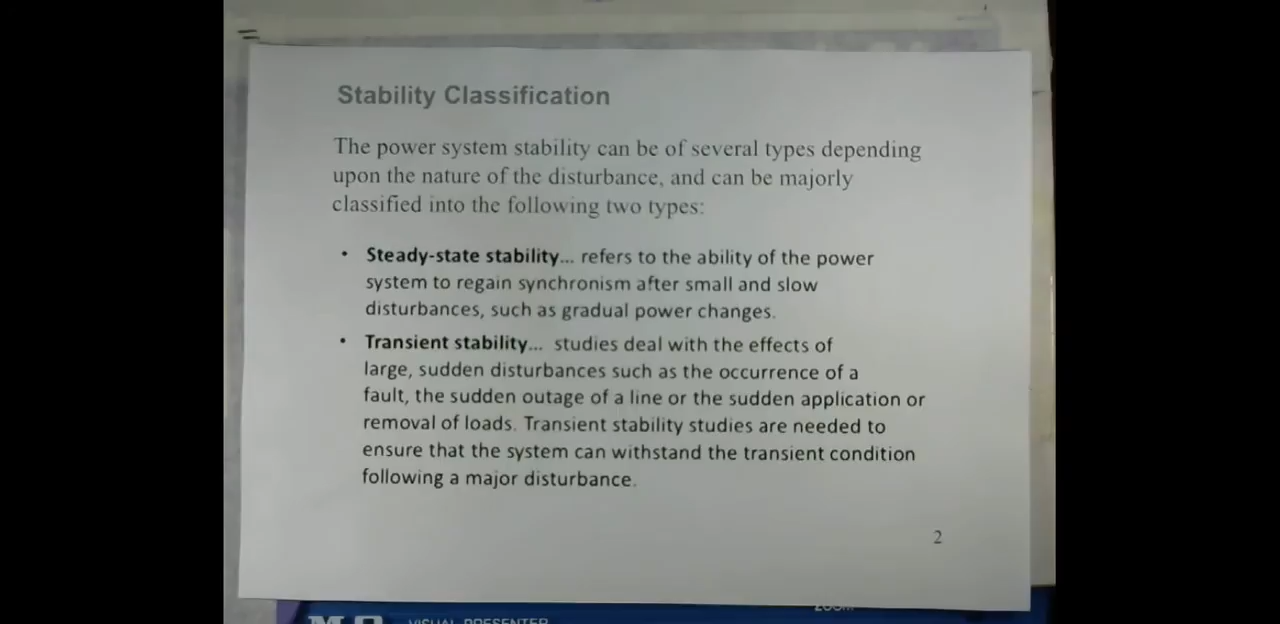 Stability Classification
The power system stability can be of several types depending
upon the nature of the disturbance, and can be majorly
classified into the following two types:
• Steady-state stability... refers to the ability of the power
system to regain synchronism after small and slow
disturbances, such as gradual power changes.
• Transient stability... studies deal with the effects of
large, sudden disturbances such as the occurrence of a
fault, the sudden outage of a line or the sudden application or
removal of loads. Transient stability studies are needed to
ensure that the system can withstand the transient condition
following a major disturbance.
2
VISUAL PRESENTER